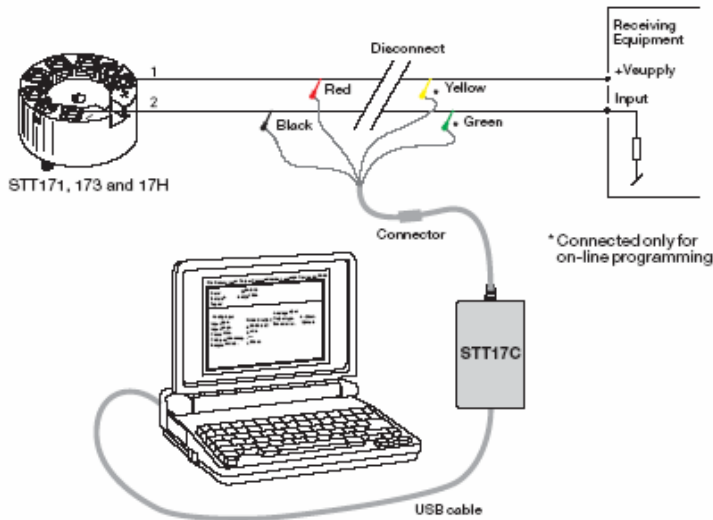 Receiving
Equipment
Disconnect
1
+Veupply
Red
* Yellow
2
Input
Black
* Green
STT171, 173 and 17H
Connector
* Connected only for
on-line programming
STT17C
USB cable